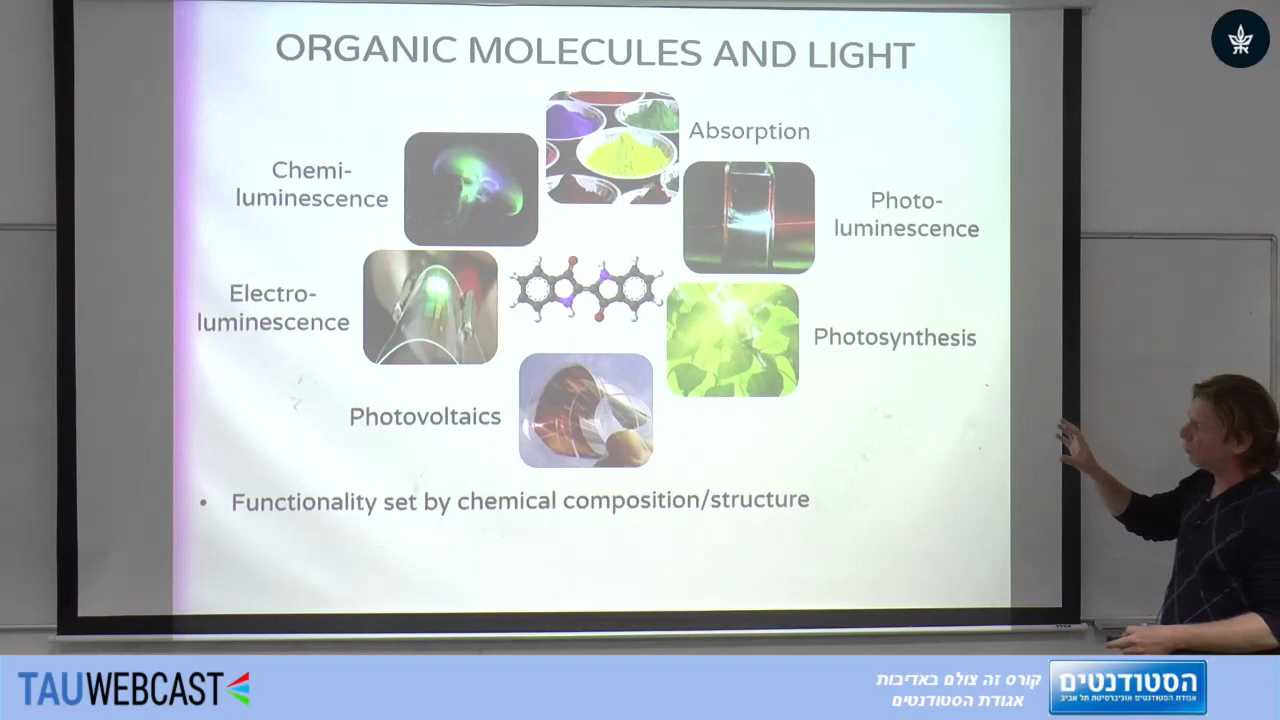 ORGANIC MOLECULES AND LIGHT
Absorption
Chemi-
luminescence
Photo-
luminescence
Electro-
luminescence
Photosynthesis
Photovoltaics
• Functionality set by chemical composition/structure
TAUWEBCAST
קורס זה צולם באדיבות
אגודת הסטודנטים
הסטודנטים
אגודת הסטודנטים אוניברסיטת תל אביב